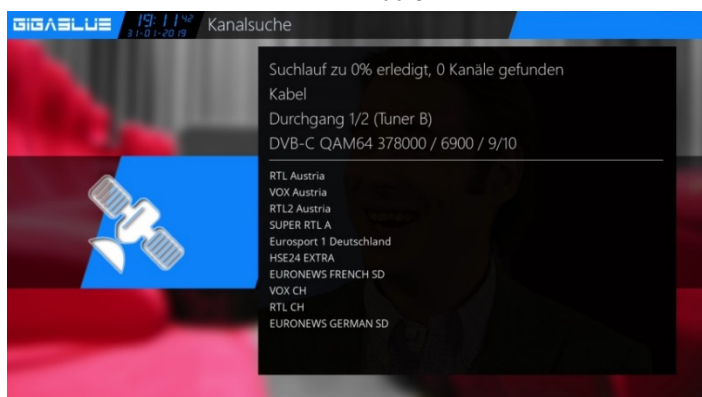 GIGABLUE
19:11 42
31-01-2019
Kanalsuche
Suchlauf zu 0% erledigt, 0 Kanäle gefunden
Kabel
Durchgang 1/2 (Tuner B)
DVB-C QAM64 378000 / 6900 / 9/10
RTL Austria
VOX Austria
RTL2 Austria
SUPER RTL A
Eurosport 1 Deutschland
HSE24 EXTRA
EURONEWS FRENCH SD
VOX CH
RTL CH
EURONEWS GERMAN SD